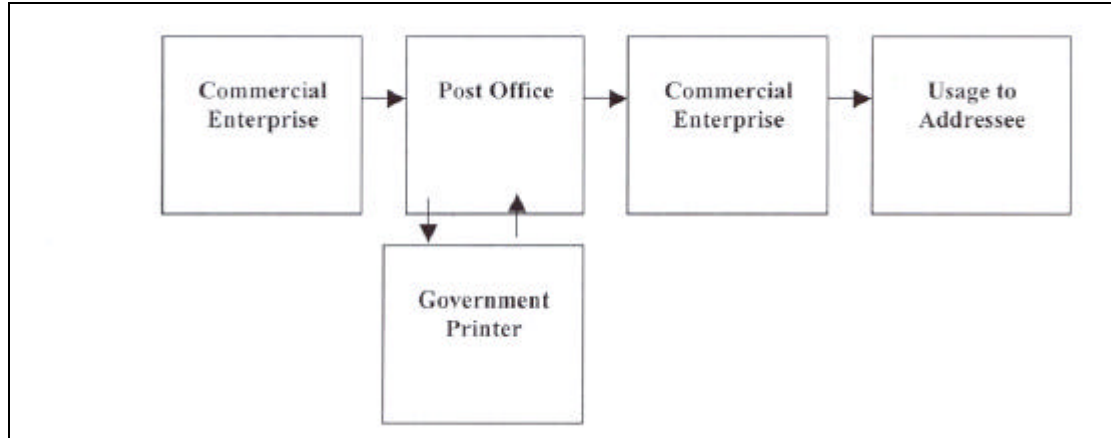 Commercial
Enterprise
Post Office
Commercial
Enterprise
Usage to
Addressee
Government
Printer